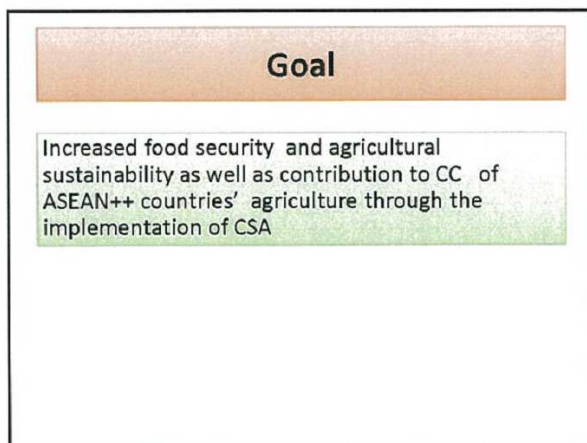 Goal
Increased food security and agricultural
sustainability as well as contribution to CC of
ASEAN++ countries' agriculture through the
implementation of CSA